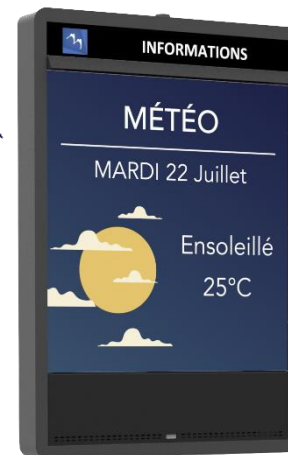 INFORMATIONS
MÉTÉO
MARDI 22 Juillet
Ensoleillé
25°C